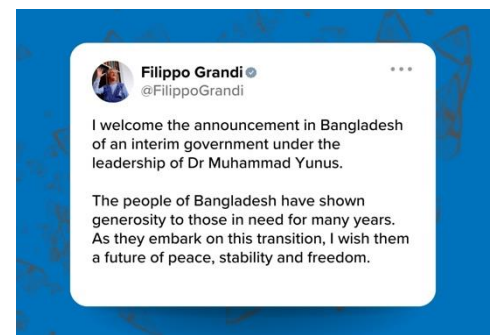 Filippo Grandi
@FilippoGrandi
I welcome the announcement in Bangladesh
of an interim government under the
leadership of Dr Muhammad Yunus.
The people of Bangladesh have shown
generosity to those in need for many years.
As they embark on this transition, I wish them
a future of peace, stability and freedom.